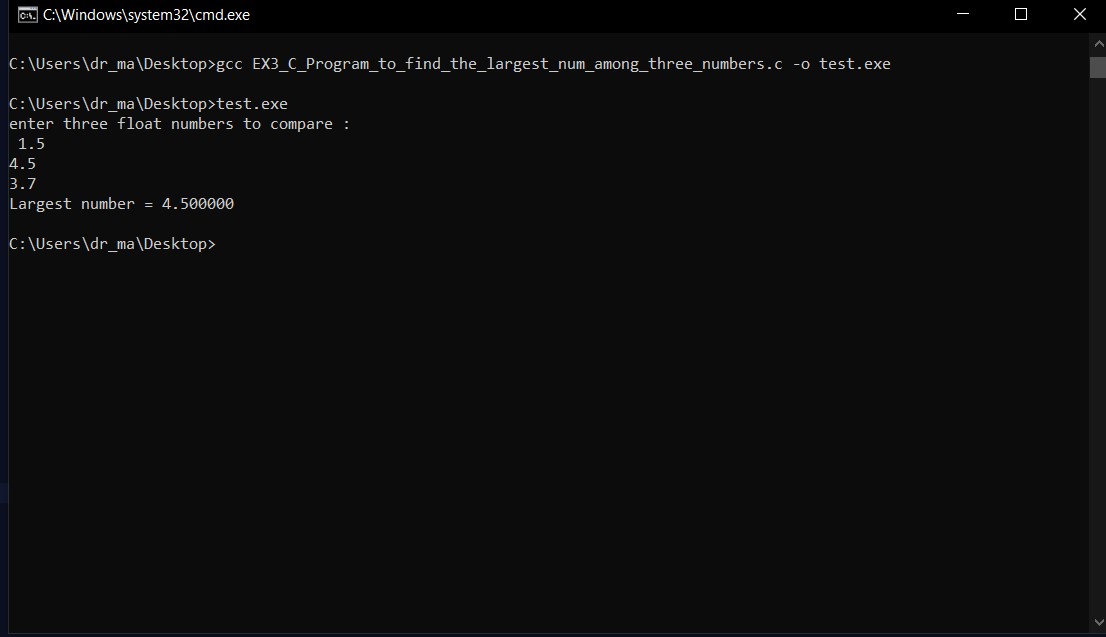 C:\Windows\system32\cmd.exe
C:\Users\dr_ma\Desktop>gcc EX3_C_Program_to_find_the_largest_num_among_three_numbers.c -o test.exe
C:\Users\dr_ma\Desktop>test.exe
enter three float numbers to compare :
1.5
4.5
3.7
Largest number = 4.500000
C:\Users\dr_ma\Desktop>